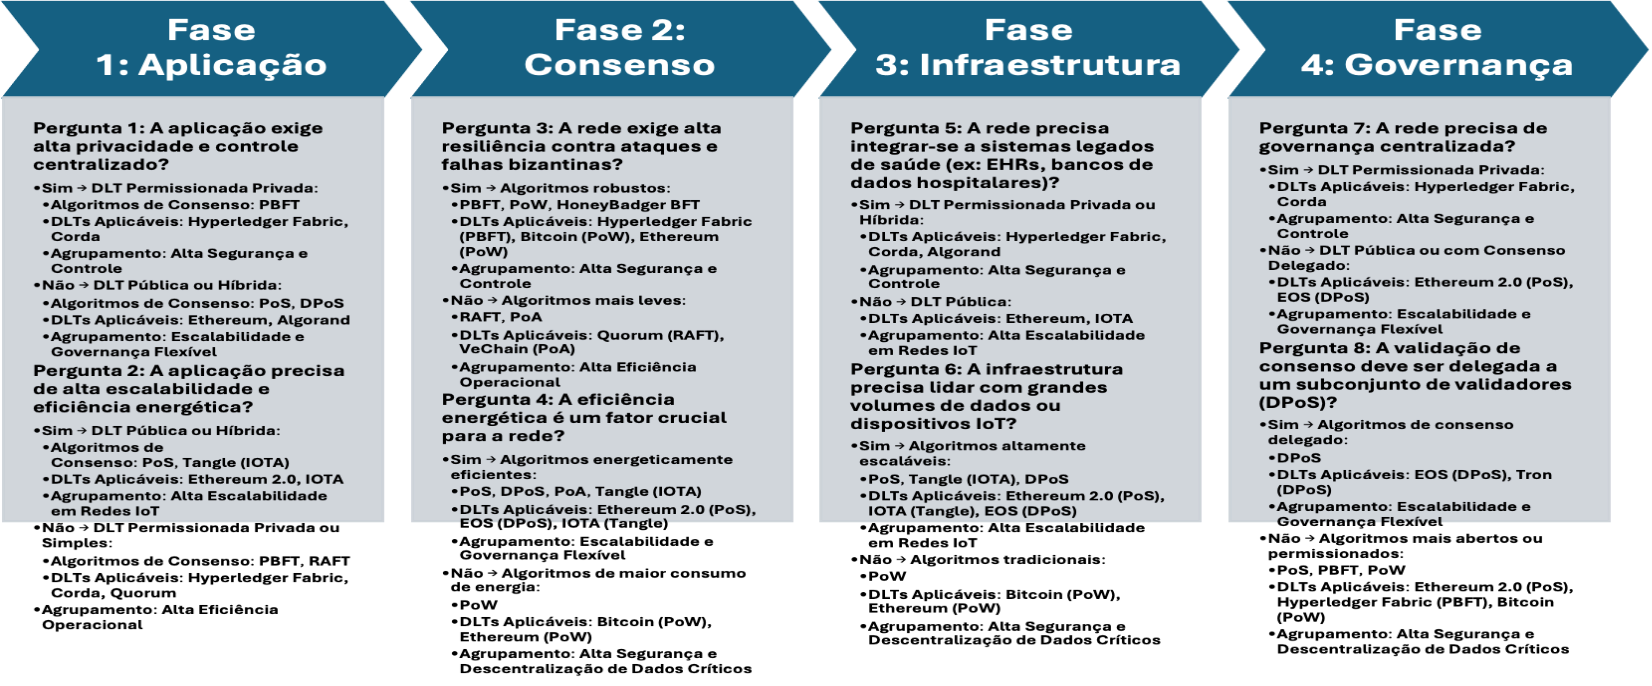 Fase
1: Aplicação
Pergunta 1: A aplicação exige
alta privacidade e controle
centralizado?
•Sim → DLT Permissionada Privada:
•Algoritmos de Consenso: PBFT
•DLTs Aplicáveis: Hyperledger Fabric,
Corda
•Agrupamento: Alta Segurança e
Controle
•Não → DLT Pública ou Híbrida:
•Algoritmos de Consenso: PoS, DPoS
•DLTs Aplicáveis: Ethereum, Algorand
•Agrupamento: Escalabilidade e
Governança Flexível
Pergunta 2: A aplicação precisa
de alta escalabilidade e
eficiência energética?
•Sim → DLT Pública ou Híbrida:
•Algoritmos de
Consenso: PoS, Tangle (IOTA)
•DLTs Aplicáveis: Ethereum 2.0, IOTA
•Agrupamento: Alta Escalabilidade
em Redes IoT
•Não → DLT Permissionada Privada ou
Simples:
•Algoritmos de Consenso: PBFT, RAFT
•DLTs Aplicáveis: Hyperledger Fabric,
Corda, Quorum
•Agrupamento: Alta Eficiência
Operacional
Fase 2:
Consenso
Pergunta 3: A rede exige alta
resiliência contra ataques e
falhas bizantinas?
•Sim → Algoritmos robustos:
•PBFT, PoW, HoneyBadger BFT
•DLTs Aplicáveis: Hyperledger Fabric
(PBFT), Bitcoin (PoW), Ethereum
(PoW)
•Agrupamento: Alta Segurança e
Controle
•Não → Algoritmos mais leves:
•RAFT, PoA
•DLTs Aplicáveis: Quorum (RAFT),
VeChain (PoA)
•Agrupamento: Alta Eficiência
Operacional
Pergunta 4: A eficiência
energética é um fator crucial
para a rede?
•Sim → Algoritmos energeticamente
eficientes:
•PoS, DPoS, PoA, Tangle (IOTA)
•DLTs Aplicáveis: Ethereum 2.0 (PoS),
EOS (DPoS), IOTA (Tangle)
•Agrupamento: Escalabilidade e
Governança Flexível
•Não → Algoritmos de maior consumo
de energia:
•PoW
•DLTs Aplicáveis: Bitcoin (PoW),
Ethereum (PoW)
•Agrupamento: Alta Segurança e
Descentralização de Dados Críticos
Fase
3: Infraestrutura
Pergunta 5: A rede precisa
integrar-se a sistemas legados
de saúde (ex: EHRs, bancos de
dados hospitalares)?
•Sim → DLT Permissionada Privada ou
Híbrida:
•DLTs Aplicáveis: Hyperledger Fabric,
Corda, Algorand
•Agrupamento: Alta Segurança e
Controle
•Não → DLT Pública:
•DLTs Aplicáveis: Ethereum, IOTA
•Agrupamento: Alta Escalabilidade
em Redes IoT
Pergunta 6: A infraestrutura
precisa lidar com grandes
volumes de dados ou
dispositivos IoT?
•Sim → Algoritmos altamente
escaláveis:
•PoS, Tangle (IOTA), DPoS
•DLTs Aplicáveis: Ethereum 2.0 (PoS),
IOTA (Tangle), EOS (DPoS)
•Agrupamento: Alta Escalabilidade
em Redes IoT
•Não → Algoritmos tradicionais:
•PoW
•DLTs Aplicáveis: Bitcoin (PoW),
Ethereum (PoW)
•Agrupamento: Alta Segurança e
Descentralização de Dados Críticos
Fase
4: Governança
Pergunta 7: A rede precisa de
governança centralizada?
•Sim → DLT Permissionada Privada:
•DLTs Aplicáveis: Hyperledger Fabric,
Corda
•Agrupamento: Alta Segurança e
Controle
•Não → DLT Pública ou com Consenso
Delegado:
•DLTs Aplicáveis: Ethereum 2.0 (PoS),
EOS (DPoS)
•Agrupamento: Escalabilidade e
Governança Flexível
Pergunta 8: A validação de
consenso deve ser delegada a
um subconjunto de validadores
(DPoS)?
•Sim → Algoritmos de consenso
delegado:
•DPoS
•DLTs Aplicáveis: EOS (DPoS), Tron
(DPoS)
•Agrupamento: Escalabilidade e
Governança Flexível
•Não → Algoritmos mais abertos ou
permissionados:
•PoS, PBFT, PoW
•DLTs Aplicáveis: Ethereum 2.0 (PoS),
Hyperledger Fabric (PBFT), Bitcoin
(PoW)
•Agrupamento: Alta Segurança e
Descentralização de Dados Críticos